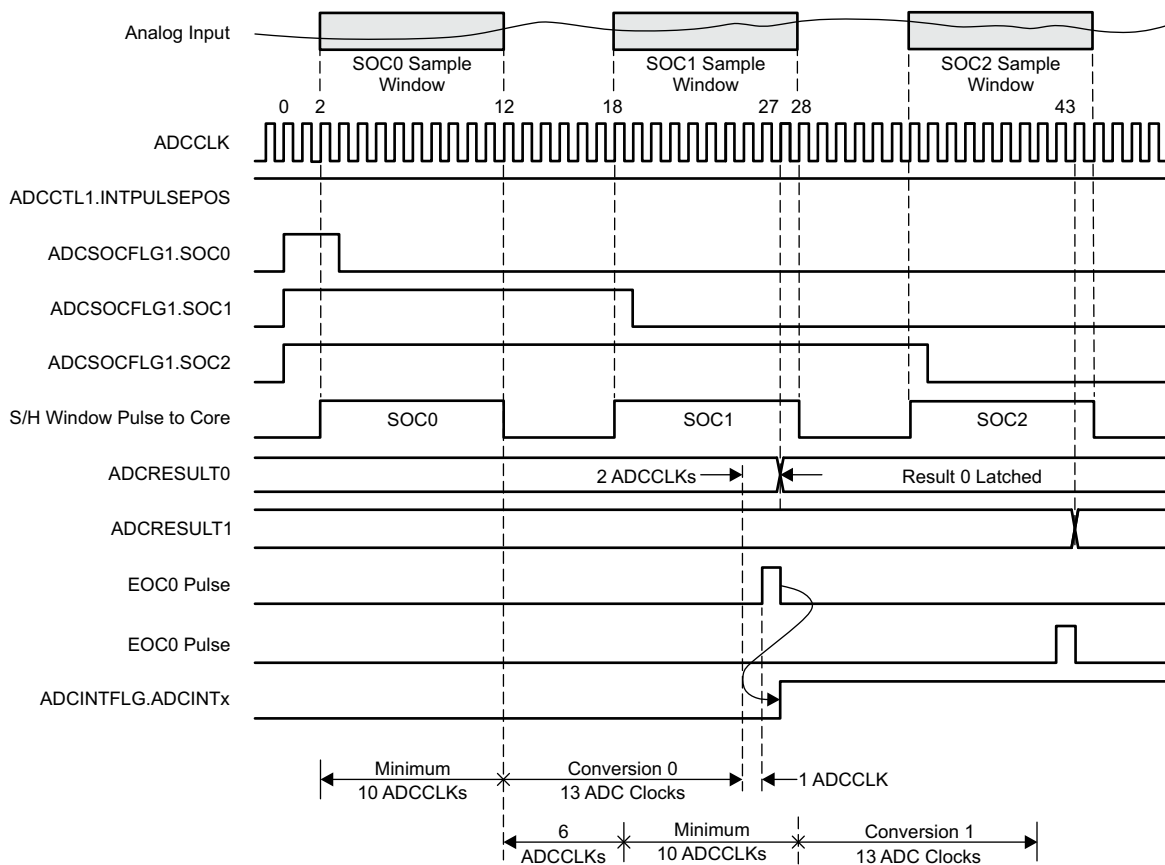 Analog Input
SOC0 Sample
Window
SOC1 Sample
Window
SOC2 Sample
Window
0 2 12 18 27 28 43
ADCCLK
ADCCTL1.INTPULSEPOS
ADCSOCFLG1.SOC0
ADCSOCFLG1.SOC1
ADCSOCFLG1.SOC2
S/H Window Pulse to Core
SOC0 SOC1 SOC2
ADCRESULT0
2 ADCCLKs
Result 0 Latched
ADCRESULT1
EOC0 Pulse
EOC0 Pulse
ADCINTFLG.ADCINTx
Minimum
10 ADCCLKs
Conversion 0
13 ADC Clocks
1 ADCCLK
6
ADCCLKs
Minimum
10 ADCCLKs
Conversion 1
13 ADC Clocks